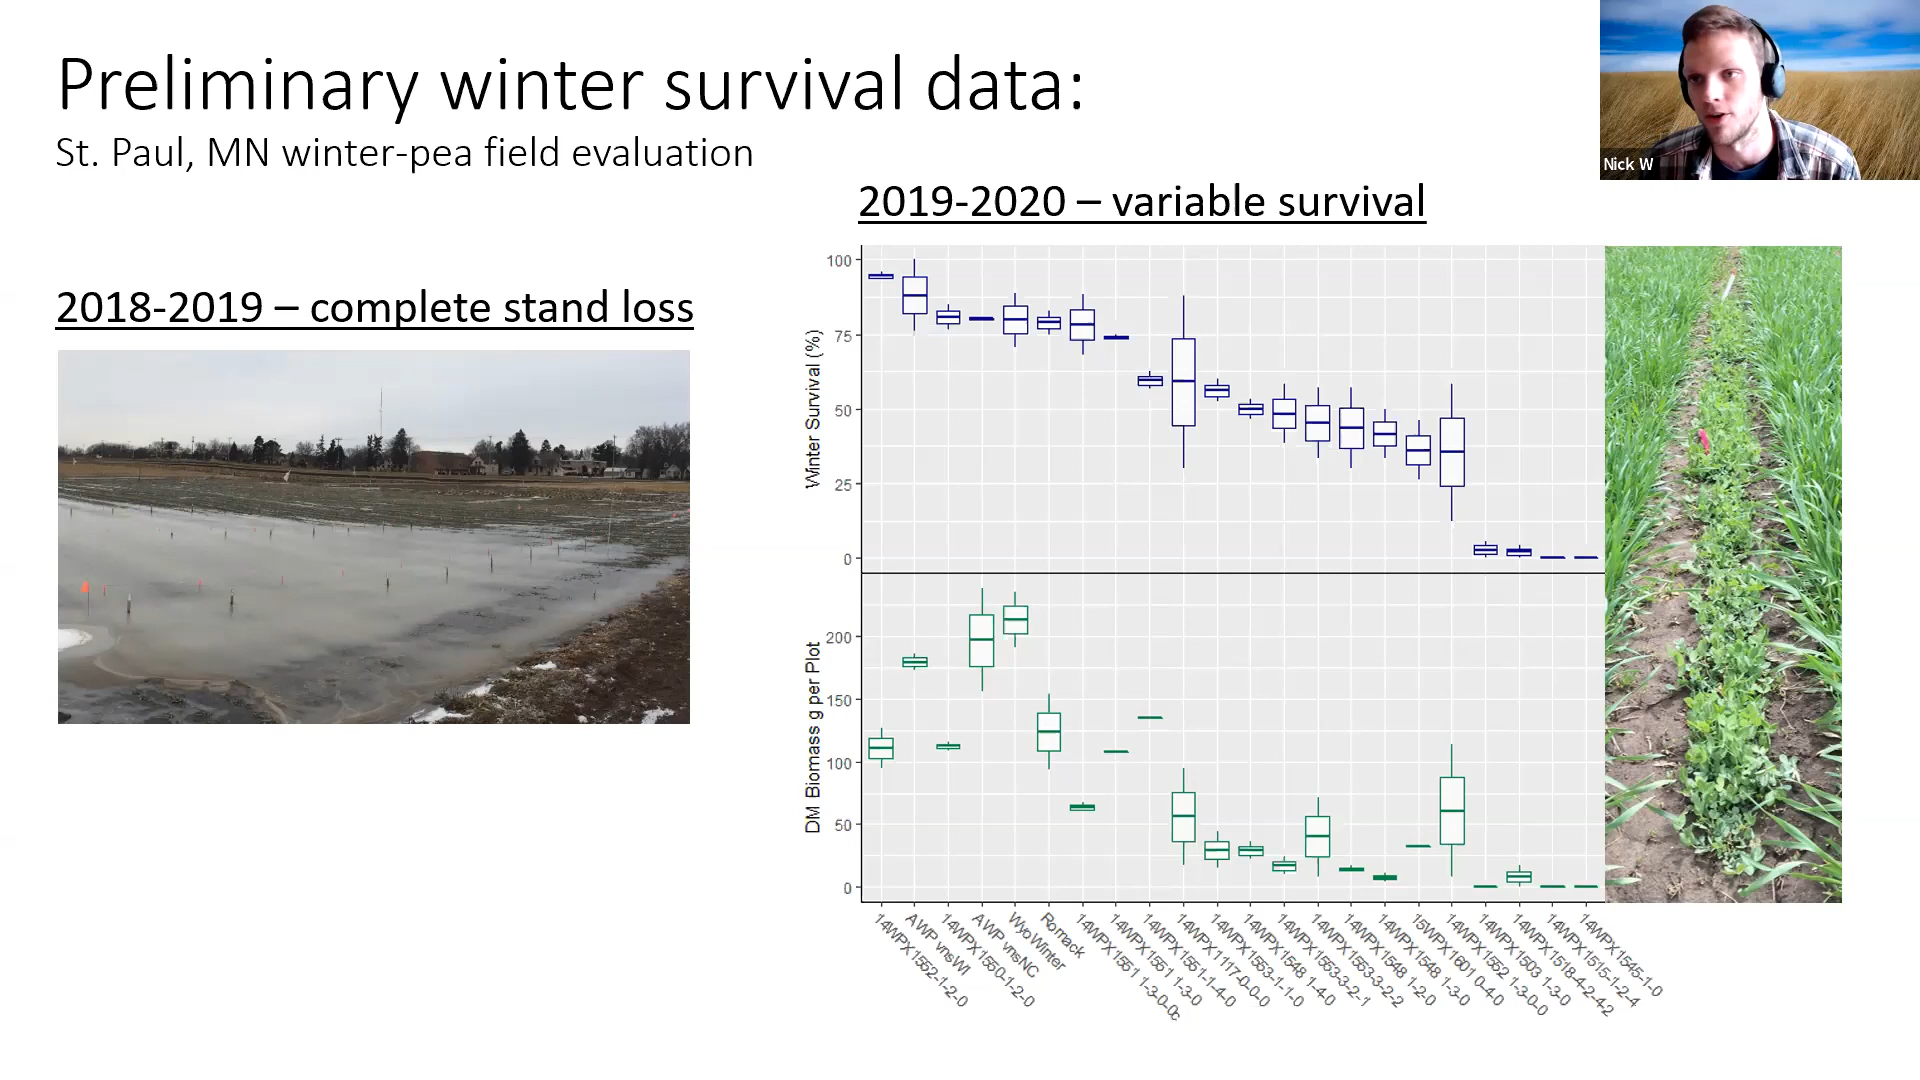 Preliminary winter survival data:
St. Paul, MN winter-pea field evaluation
Nick W
2019-2020 – variable survival
2018-2019 – complete stand loss
Winter Survival (%)
100
75
50
25
0
DM Biomass g per Plot
200
150
100
50
0
14WPX1552-1-2-0
AWP vnsWI
14WPX1550-1-2-0
AWP vnsNC
WyoWinter
Romack
14WPX1551 1-3-0-0c
14WPX1551 1-3-0
14WPX1551-1-4-0
14WPX1117-0-0-0
14WPX1553-1-1-0
14WPX1548 1-4-0
14WPX1553-3-2-1
14WPX1553-3-2-2
14WPX1548 1-2-0
14WPX1548 1-3-0
15WPX1601 0-4-0
14WPX1552 1-3-0-0
14WPX1503 1-3-0
14WPX1518-4-2-4-2
14WPX1515-1-2-4
14WPX1545-1-0